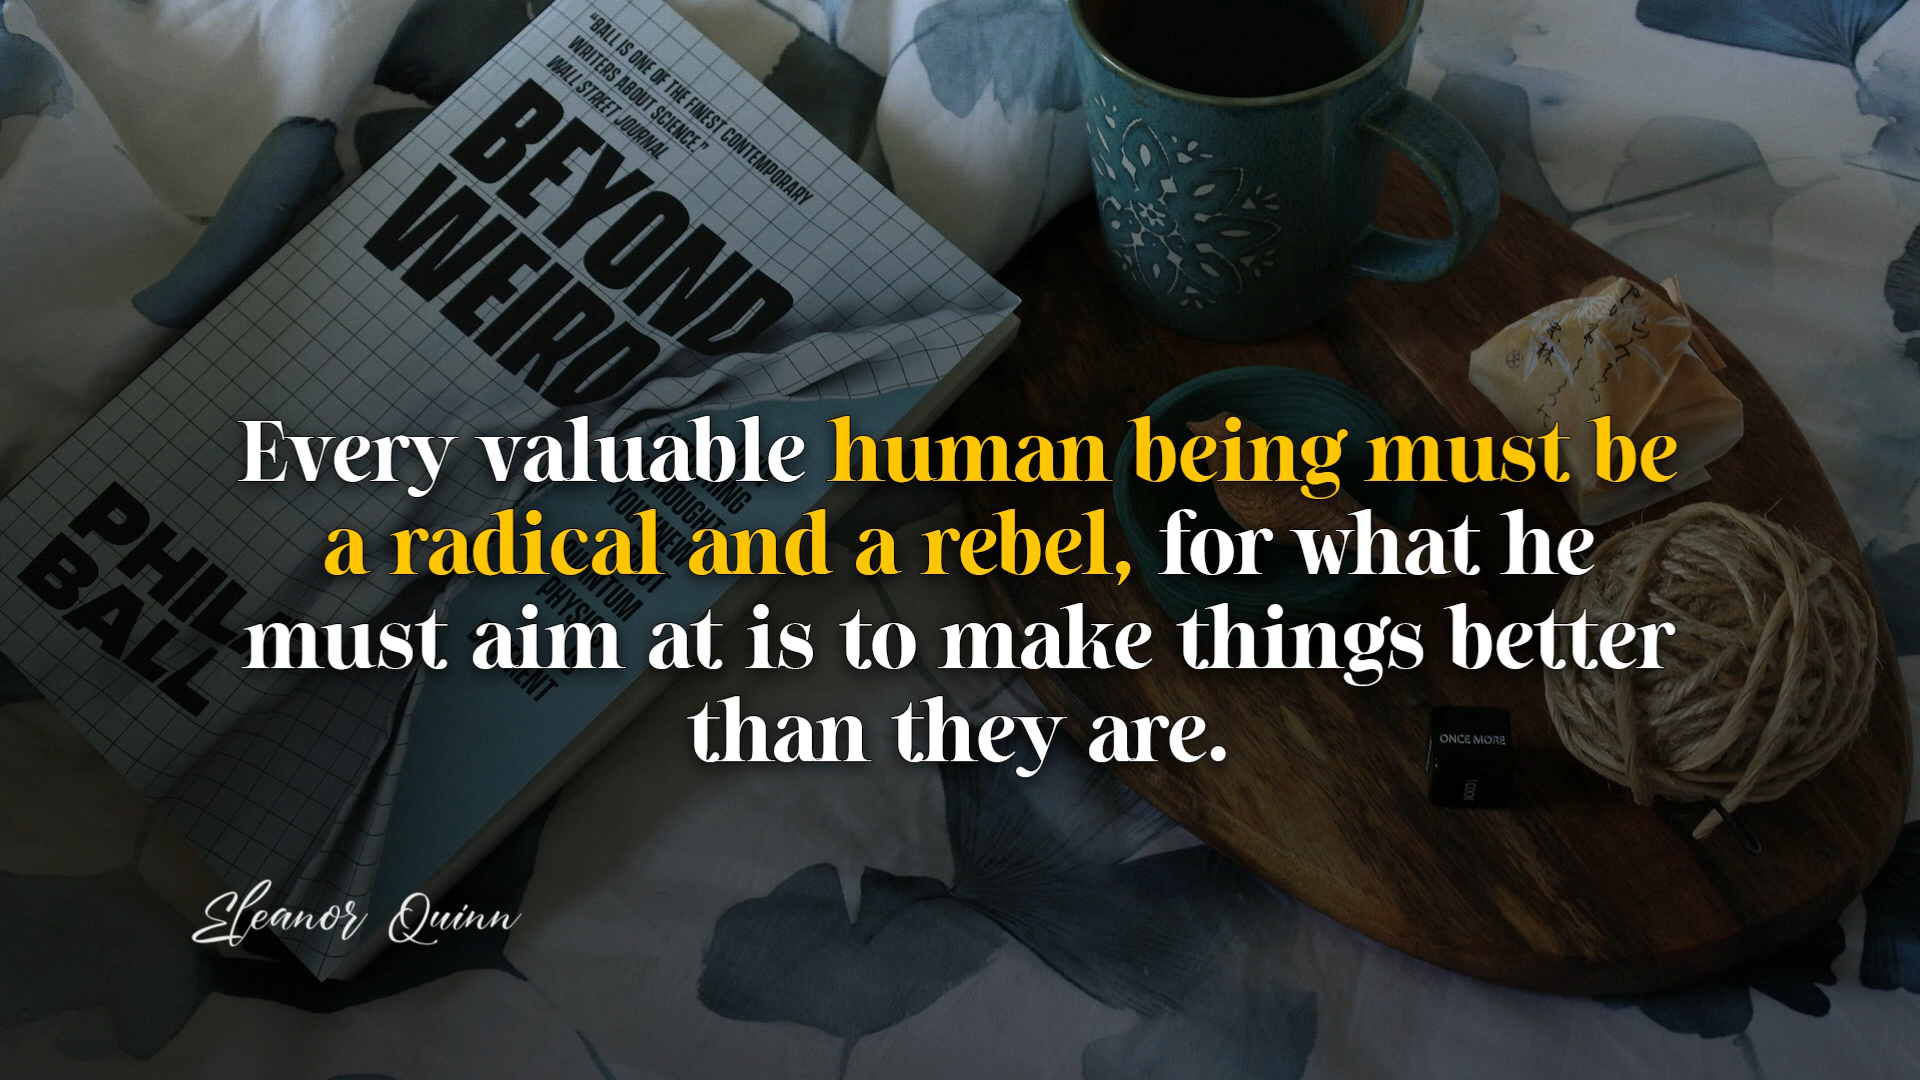 "BALL IS ONE OF THE FINEST CONTEMPORARY
WRITERS ABOUT SCIENCE."
WALL STREET JOURNAL
BEYOND
WEIRD
PHILIP
BALL
Every valuable human being must be
a radical and a rebel, for what he
must aim at is to make things better
than they are.
ONCE MORE
Eleanor Quinn